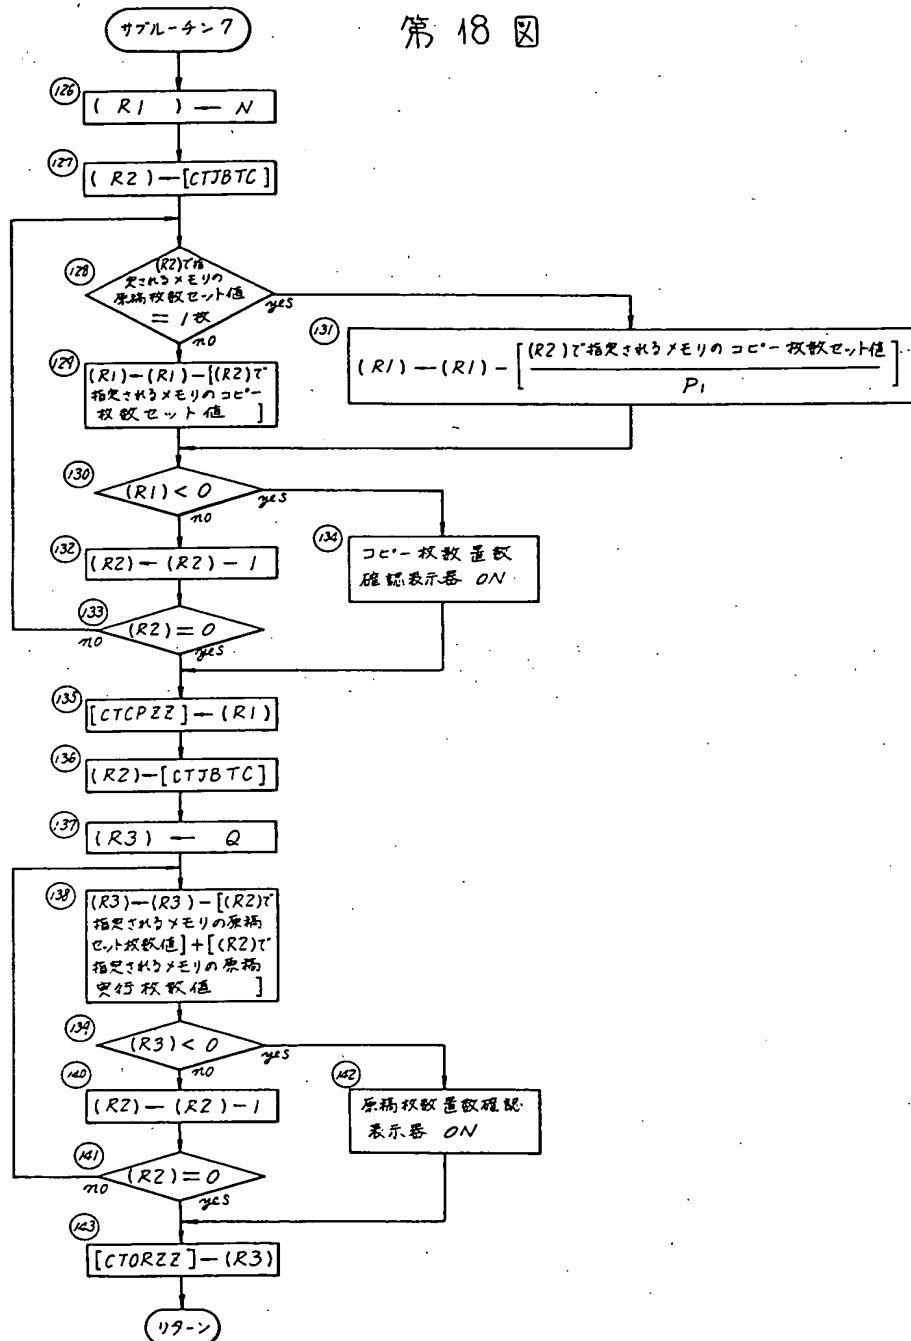 第 18 図
サブルーチン 7
126
(R1) ← N
127
(R2) ← [CTJBTC]
128
(R2)で指
定されるメモリの
原稿枚数セット値
= 1枚
yes
no
131
(R1) ← (R1) - [(R2)で指定されるメモリのコピー枚数セット値
P1 ]
129
(R1) ← (R1) - [(R2)で
指定されるメモリのコピー
枚数セット値 ]
130
(R1) < 0
yes
no
132
(R2) ← (R2) - 1
134
コピー枚数置数
確認表示器 ON
133
(R2) = 0
no
yes
135
[CTCPZZ] ← (R1)
136
(R2) ← [CTJBTC]
137
(R3) ← Q
138
(R3) ← (R3) - [(R2)で
指定されるメモリの原稿
セット枚数値] + [(R2)で
指定されるメモリの原稿
実行枚数値 ]
139
(R3) < 0
yes
no
140
(R2) ← (R2) - 1
142
原稿枚数置数確認
表示器 ON
141
(R2) = 0
no
yes
143
[CTORZZ] ← (R3)
リターン